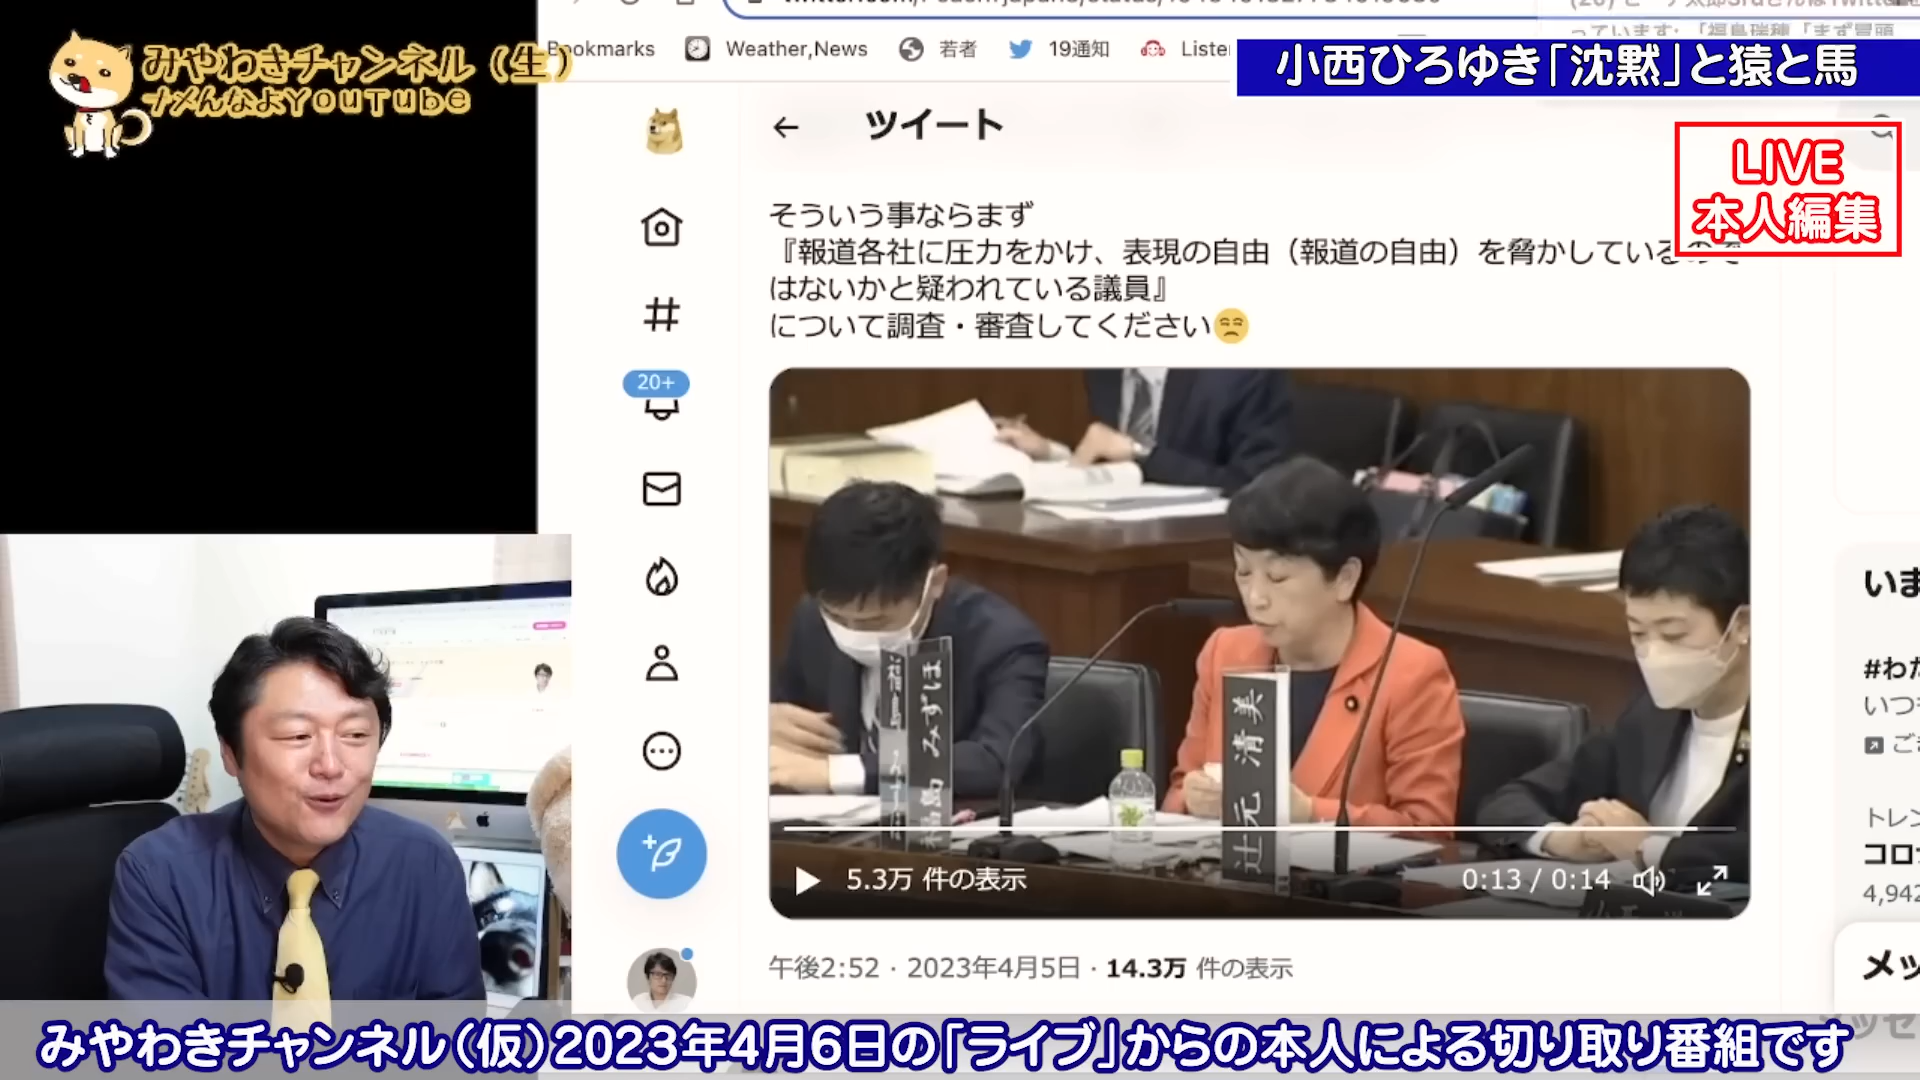 みやわきチャンネル（生）
ナメんなよYouTube
Bookmarks
Weather,News
若者
19通知
小西ひろゆき「沈黙」と猿と馬
LIVE
本人編集
ツイート
そういう事ならまず
『報道各社に圧力をかけ、表現の自由（報道の自由）を脅かしているので
はないかと疑われている議員』
について調査・審査してください
20+
福島 みずほ
辻元 清美
5.3万 件の表示
0:13 / 0:14
午後2:52 · 2023年4月5日 · 14.3万 件の表示
トレン
コロナ
4,942
みやわきチャンネル（仮）2023年4月6日の「ライブ」からの本人による切り取り番組です